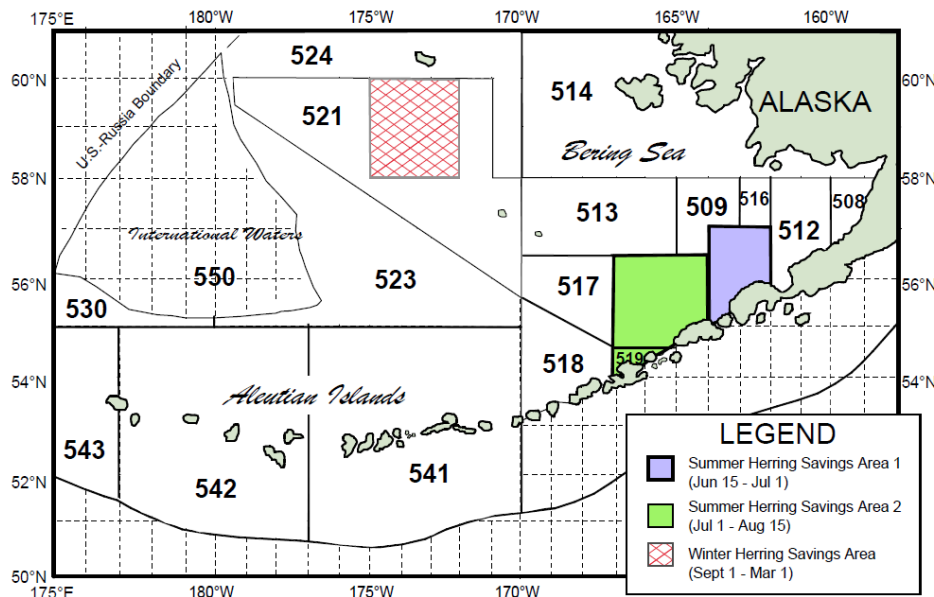 175°E 180°W 175°W 170°W 165°W 160°W
60°N
58°N
56°N
54°N
52°N
50°N
524
521
514
ALASKA
U.S.-Russia Boundary
Bering Sea
513
509
516
508
512
International Waters
550
523
517
530
518
519
Aleutian Islands
543
542
541
LEGEND
Summer Herring Savings Area 1
(Jun 15 - Jul 1)
Summer Herring Savings Area 2
(Jul 1 - Aug 15)
Winter Herring Savings Area
(Sept 1 - Mar 1)
60°N
58°N
56°N
54°N
175°E 180°W 175°W 170°W